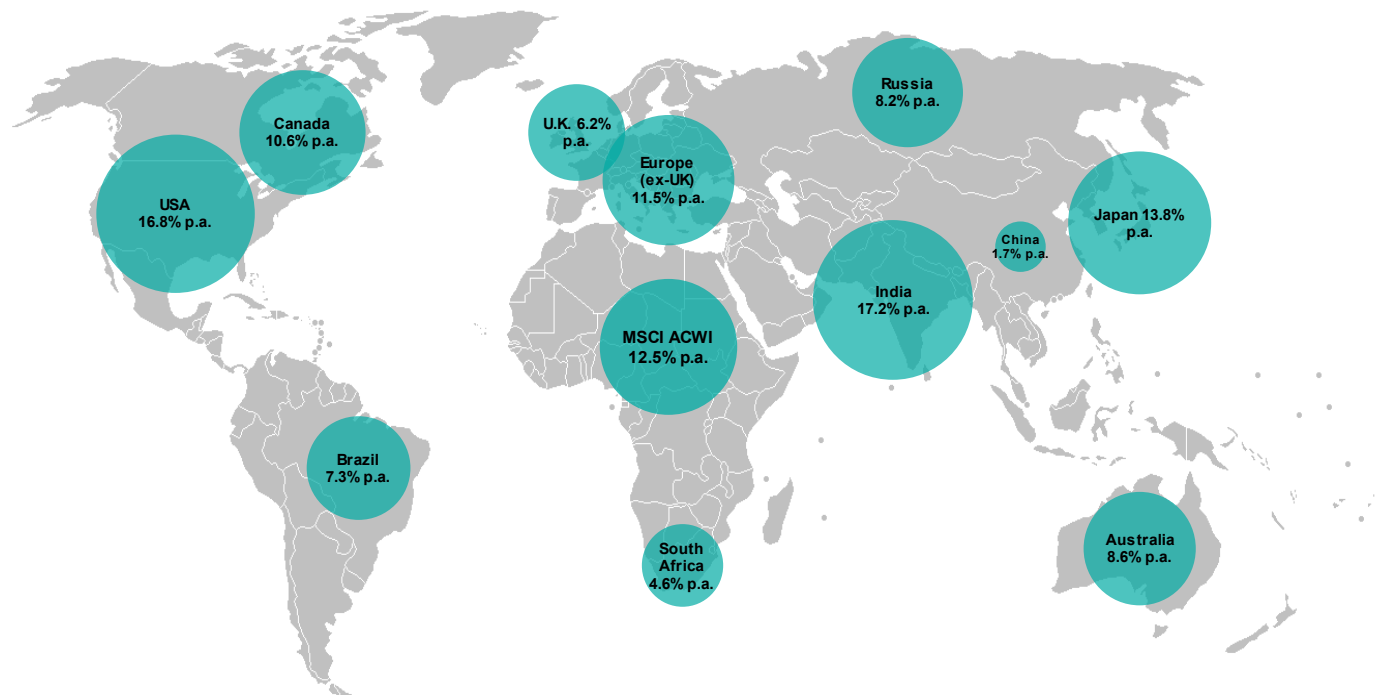 Russia
8.2% p.a.
Canada
10.6% p.a.
U.K. 6.2%
p.a.
Europe
(ex-UK)
11.5% p.a.
USA
16.8% p.a.
Japan 13.8%
p.a.
China
1.7% p.a.
India
17.2% p.a.
MSCI ACWI
12.5% p.a.
Brazil
7.3% p.a.
South
Africa
4.6% p.a.
Australia
8.6% p.a.